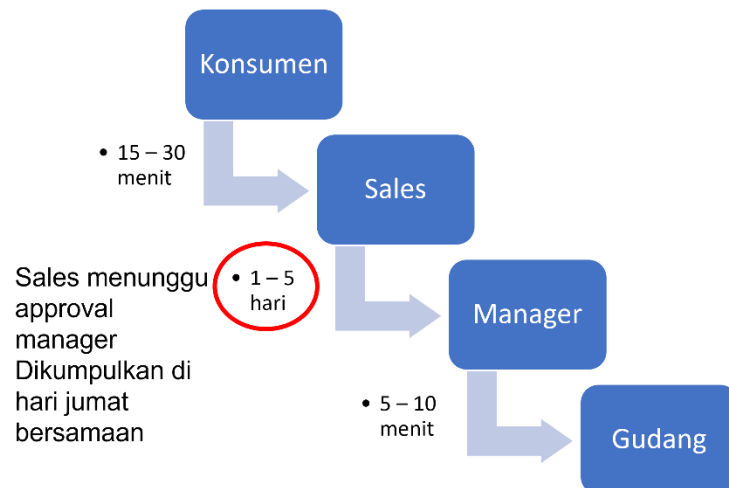 Konsumen
• 15 – 30
menit
Sales
Sales menunggu
approval
manager
Dikumpulkan di
hari jumat
bersamaan
• 1 – 5
hari
Manager
• 5 – 10
menit
Gudang